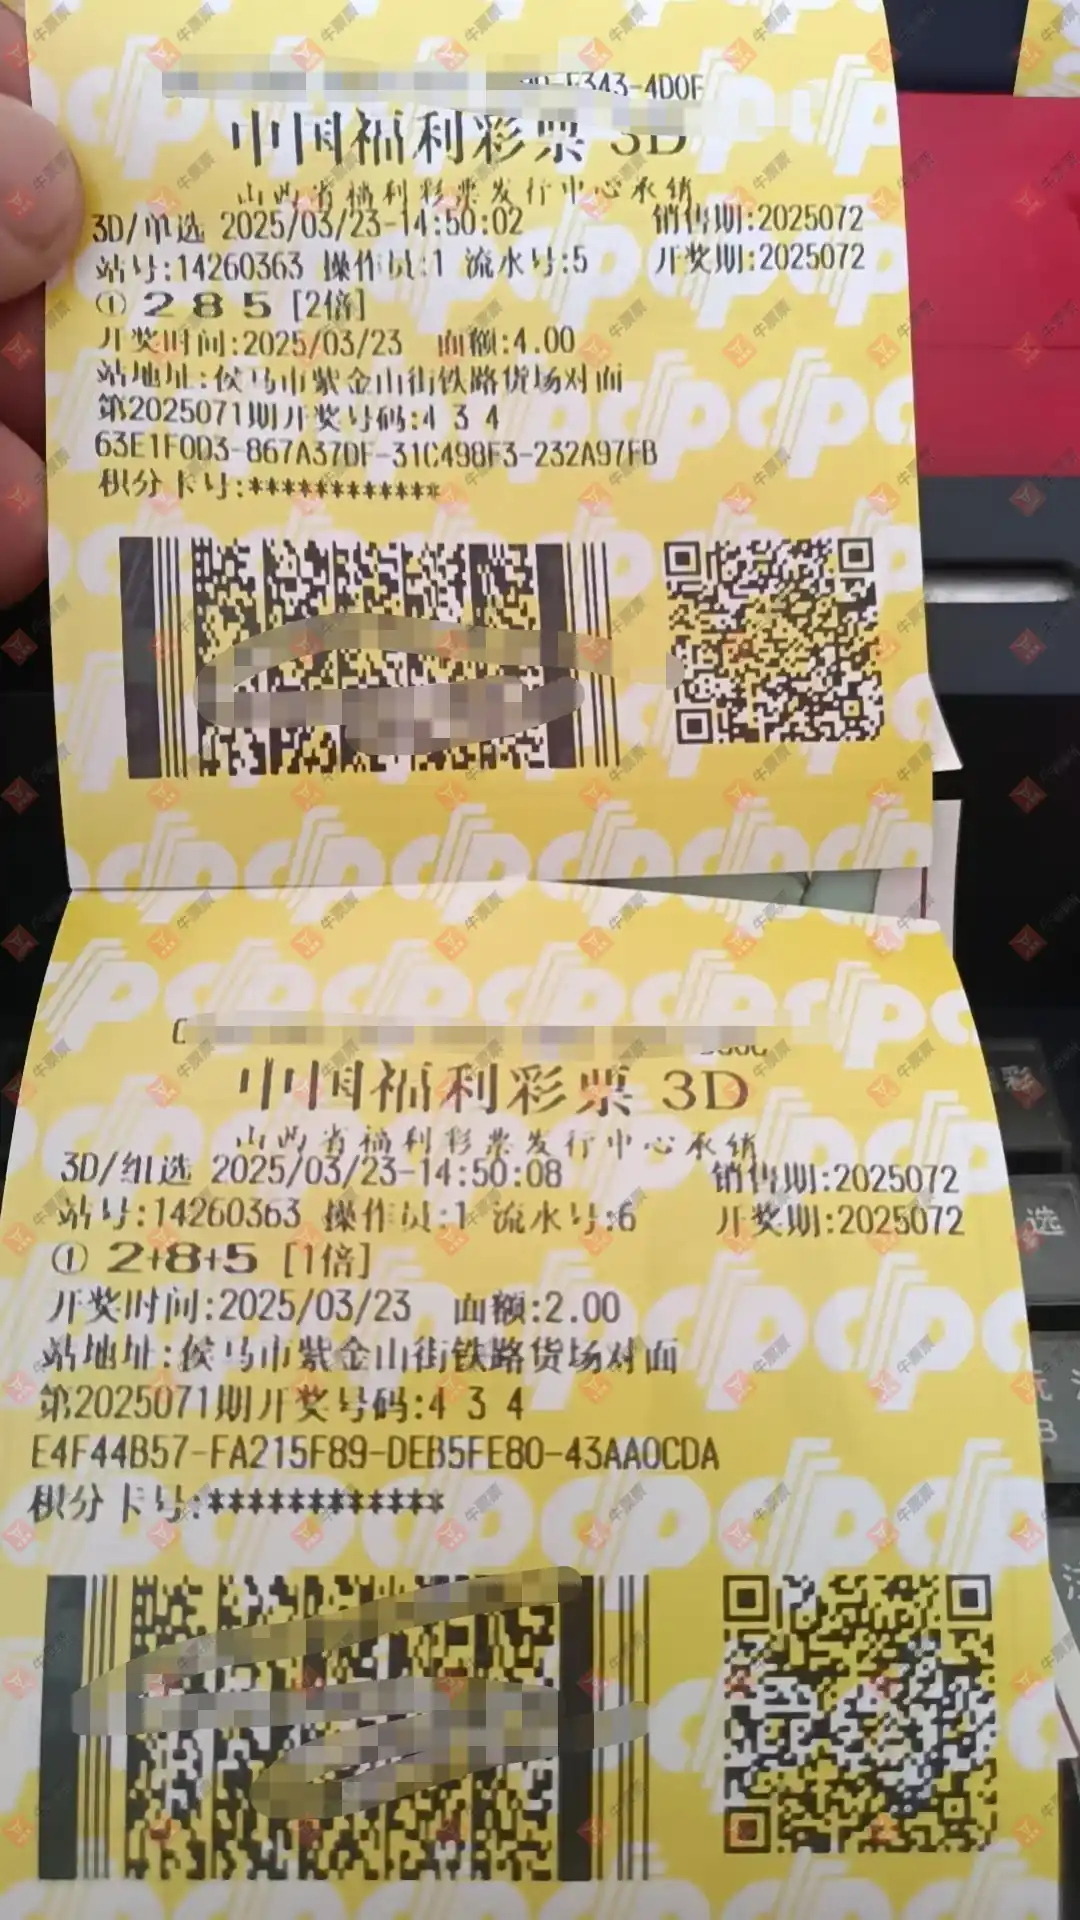 E343-4D0F
中国福利彩票 3D
山西省福利彩票发行中心承销
3D/单选 2025/03/23-14:50:02 销售期:2025072
站号:14260363 操作员:1 流水号:5 开奖期:2025072
① 2 8 5 [2倍]
开奖时间:2025/03/23 面额:4.00
站地址:侯马市紫金山街铁路货场对面
第2025071期开奖号码:4 3 4
63E1F0D3-867A37DF-31C498F3-232A97FB
积分卡号:************
中国福利彩票 3D
山西省福利彩票发行中心承销
3D/组选 2025/03/23-14:50:08 销售期:2025072
站号:14260363 操作员:1 流水号:6 开奖期:2025072
① 2+8+5 [1倍]
开奖时间:2025/03/23 面额:2.00
站地址:侯马市紫金山街铁路货场对面
第2025071期开奖号码:4 3 4
E4F44B57-FA215F89-DEB5FE80-43AA0CDA
积分卡号:************
彩
选
牛票票